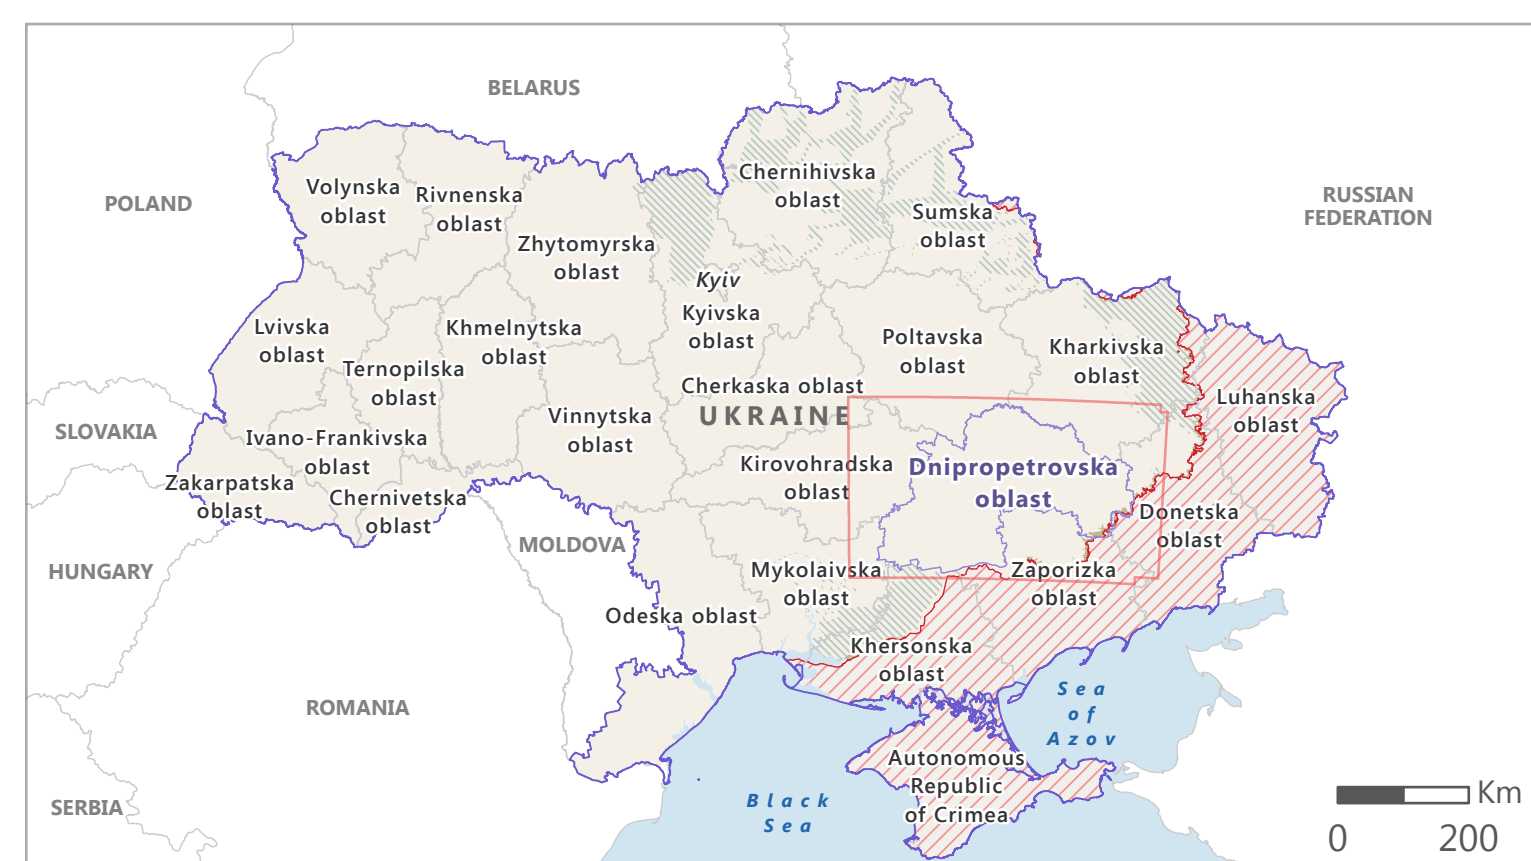 BELARUS
POLAND
RUSSIAN
FEDERATION
Volynska
oblast
Rivnenska
oblast
Chernihivska
oblast
Sumska
oblast
Zhytomyrska
oblast
Kyiv
Kyivska
oblast
Lvivska
oblast
Khmelnytska
oblast
Ternopilska
oblast
Poltavska
oblast
Kharkivska
oblast
Cherkaska oblast
UKRAINE
Luhanska
oblast
SLOVAKIA
Ivano-Frankivska
oblast
Vinnytska
oblast
Kirovohradska
oblast
Dnipropetrovska
oblast
Zakarpatska
oblast
Chernivetska
oblast
Donetska
oblast
MOLDOVA
HUNGARY
Mykolaivska
oblast
Zaporizka
oblast
Odeska oblast
Khersonska
oblast
ROMANIA
Sea
of
Azov
Autonomous
Republic
of Crimea
SERBIA
Black
Sea
Km
0 200